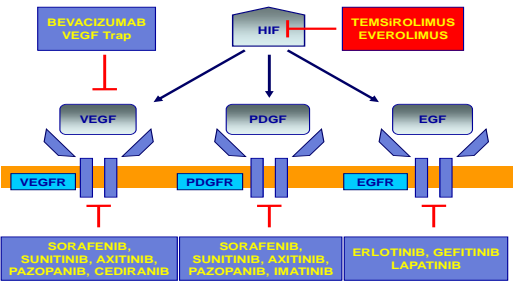 BEVACIZUMAB
VEGF Trap
HIF
TEMSiROLIMUS
EVEROLIMUS
VEGF
PDGF
EGF
VEGFR
PDGFR
EGFR
SORAFENIB,
SUNITINIB, AXITINIB,
PAZOPANIB, CEDIRANIB
SORAFENIB,
SUNITINIB, AXITINIB,
PAZOPANIB, IMATINIB
ERLOTINIB, GEFITINIB
LAPATINIB